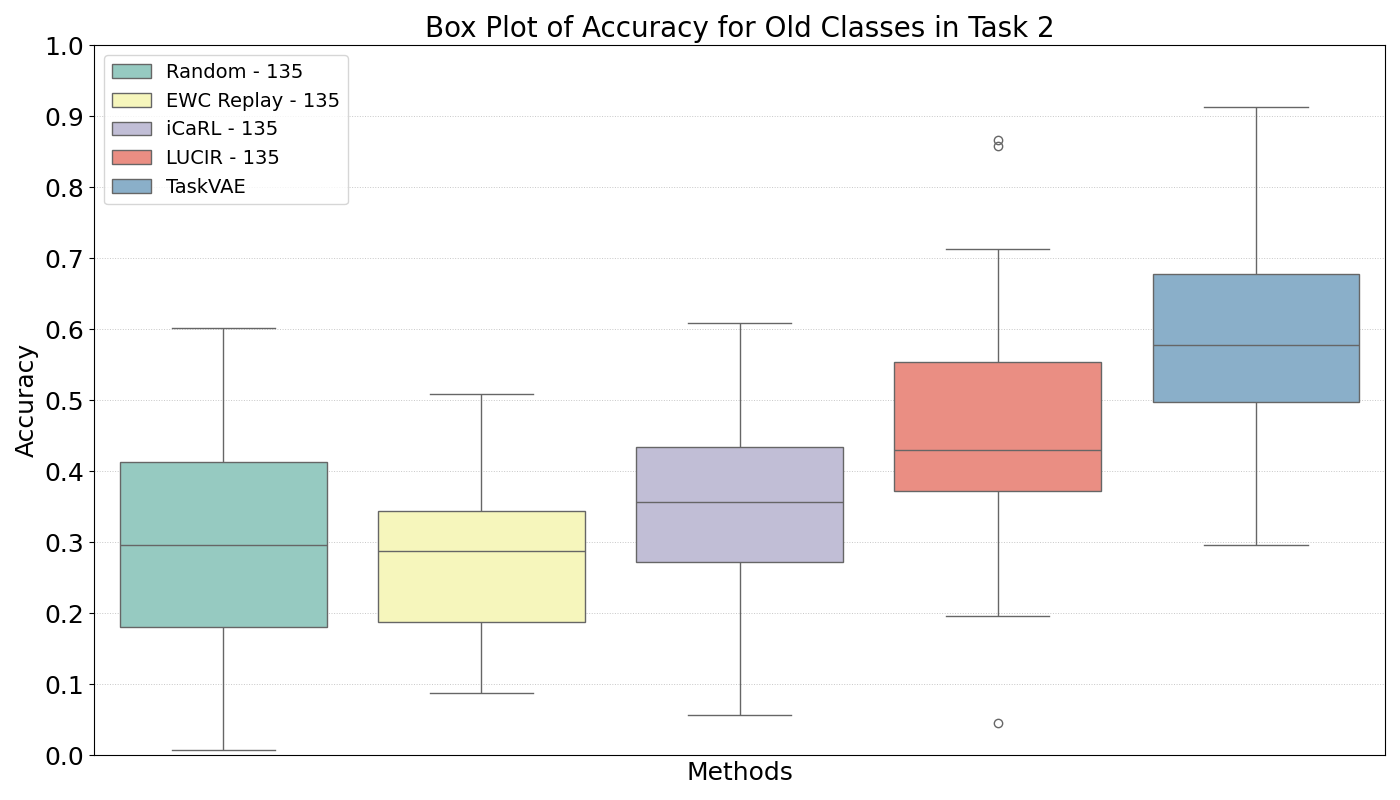 Box Plot of Accuracy for Old Classes in Task 2
1.0
0.9
0.8
0.7
0.6
0.5
0.4
0.3
0.2
0.1
0.0
Accuracy
Random - 135
EWC Replay - 135
iCaRL - 135
LUCIR - 135
TaskVAE
Methods